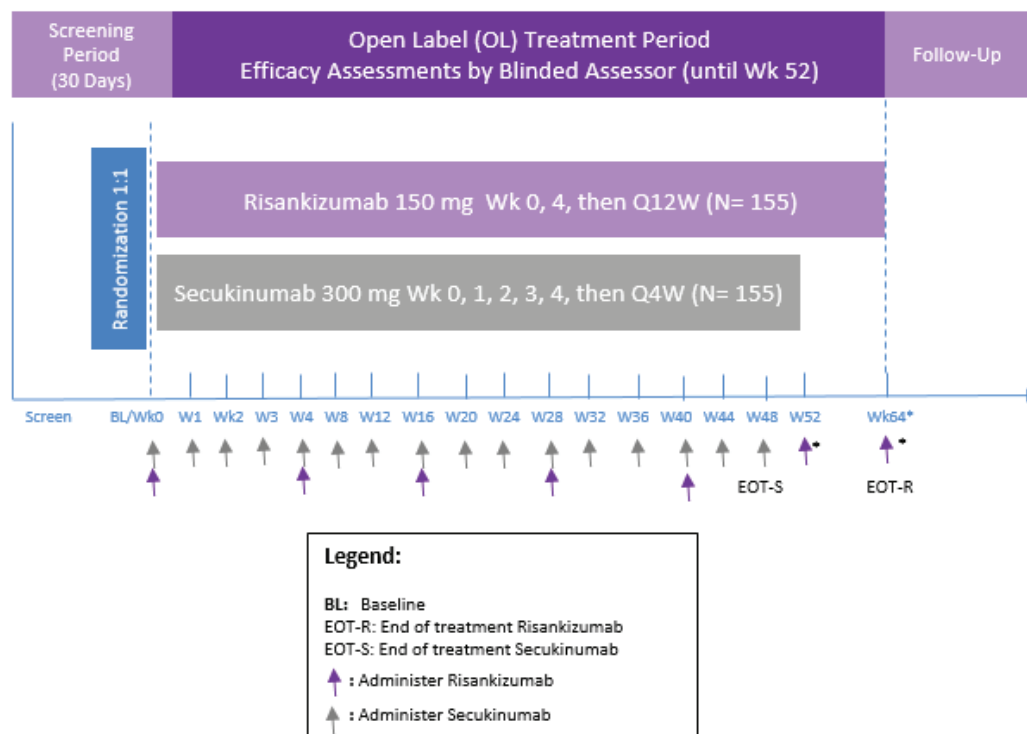 Screening
Period
(30 Days)
Open Label (OL) Treatment Period
Efficacy Assessments by Blinded Assessor (until Wk 52)
Follow-Up
Randomization 1:1
Risankizumab 150 mg  Wk 0, 4, then Q12W (N= 155)
Secukinumab 300 mg Wk 0, 1, 2, 3, 4, then Q4W (N= 155)
Screen BL/Wk0 W1 Wk2 W3 W4 W8 W12 W16 W20 W24 W28 W32 W36 W40 W44 W48 W52 Wk64*
* *
EOT-S EOT-R
Legend:
BL: Baseline
EOT-R: End of treatment Risankizumab
EOT-S: End of treatment Secukinumab
: Administer Risankizumab
: Administer Secukinumab